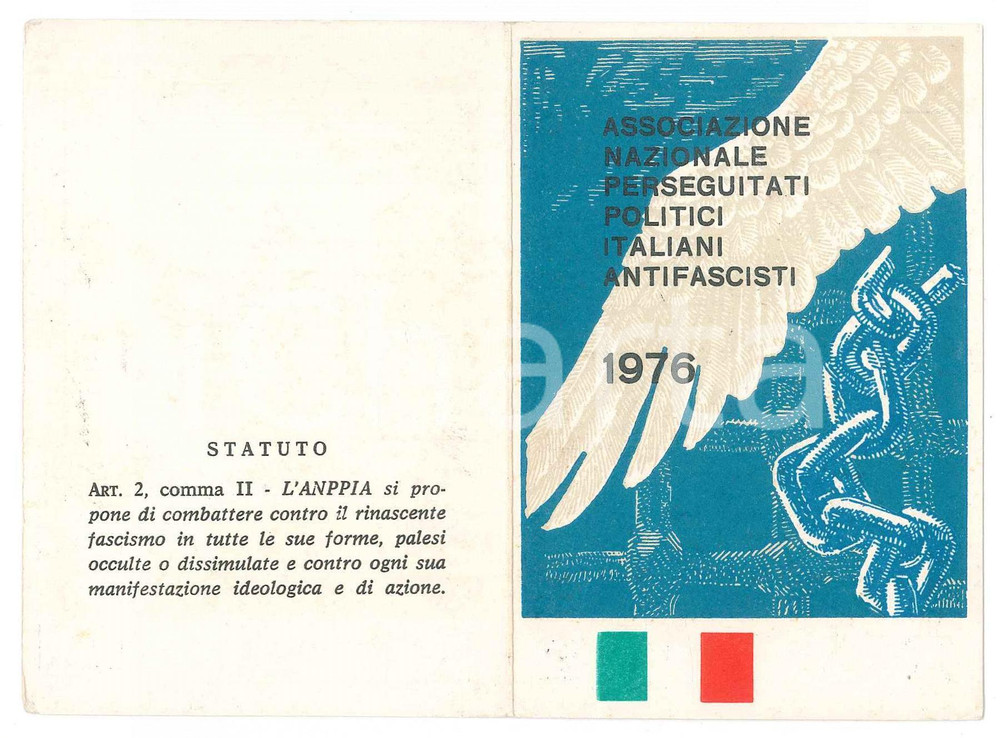 STATUTO
ART. 2, comma II - L'ANPPIA si pro-
pone di combattere contro il rinascente
fascismo in tutte le sue forme, palesi
occulte o dissimulate e contro ogni sua
manifestazione ideologica e di azione.
ASSOCIAZIONE
NAZIONALE
PERSEGUITATI
POLITICI
ITALIANI
ANTIFASCISTI
1976